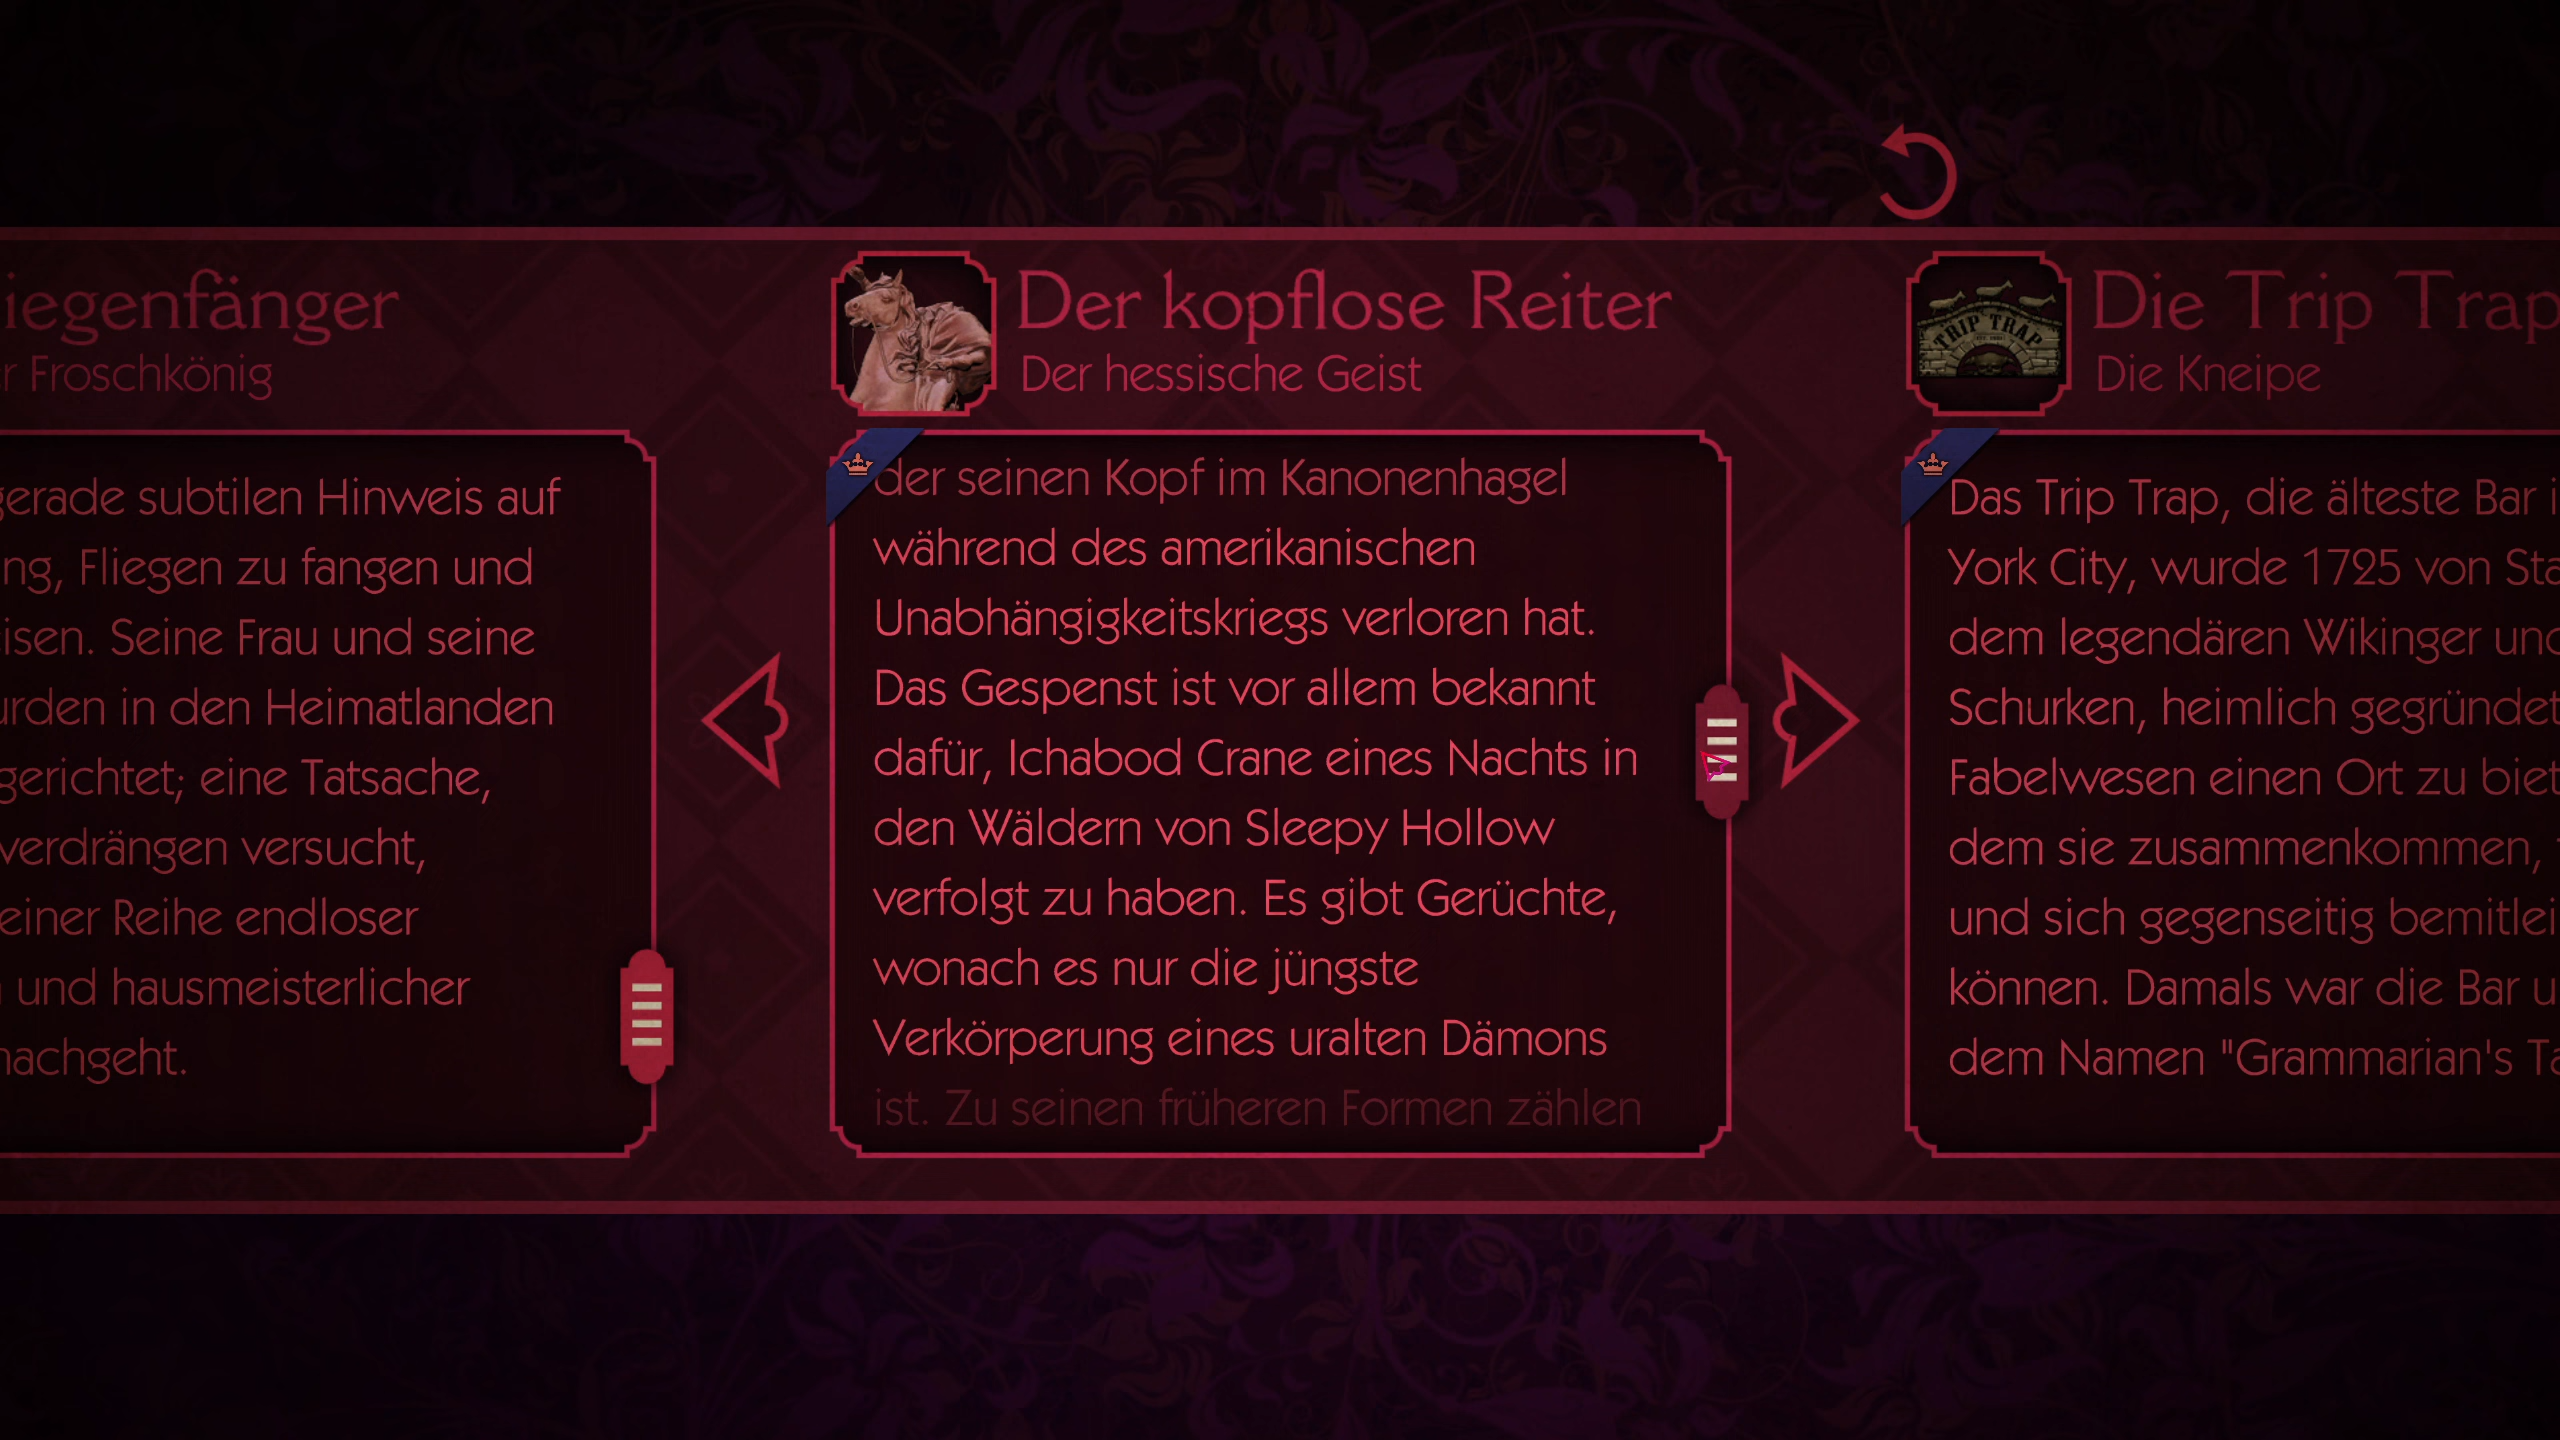 iegenfänger
r Froschkönig
gerade subtilen Hinweis auf
ng, Fliegen zu fangen und
isen. Seine Frau und seine
urden in den Heimatlanden
gerichtet; eine Tatsache,
verdrängen versucht,
einer Reihe endloser
und hausmeisterlicher
nachgeht.
Der kopflose Reiter
Der hessische Geist
der seinen Kopf im Kanonenhagel
während des amerikanischen
Unabhängigkeitskriegs verloren hat.
Das Gespenst ist vor allem bekannt
dafür, Ichabod Crane eines Nachts in
den Wäldern von Sleepy Hollow
verfolgt zu haben. Es gibt Gerüchte,
wonach es nur die jüngste
Verkörperung eines uralten Dämons
ist. Zu seinen früheren Formen zählen
TRIP TRAP
Die Trip Trap
Die Kneipe
Das Trip Trap, die älteste Bar i
York City, wurde 1725 von Sta
dem legendären Wikinger und
Schurken, heimlich gegründet
Fabelwesen einen Ort zu biet
dem sie zusammenkommen,
und sich gegenseitig bemitlei
können. Damals war die Bar u
dem Namen "Grammarian's Ta